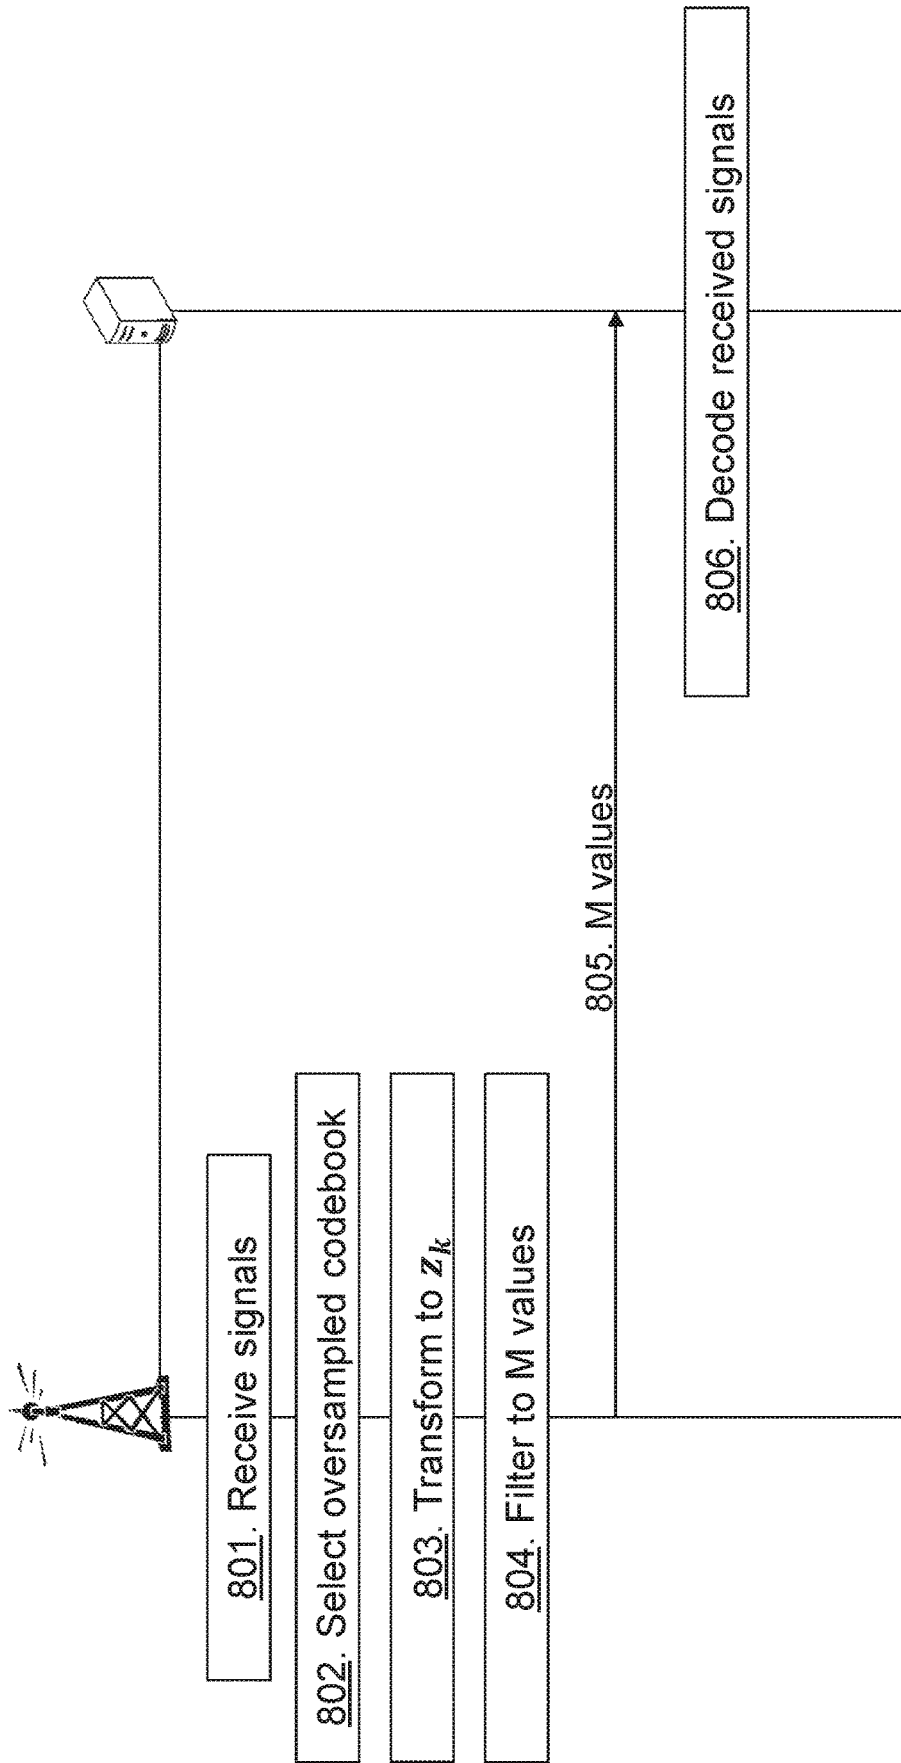 801. Receive signals
802. Select oversampled codebook
803. Transform to z_k
804. Filter to M values
805. M values
806. Decode received signals